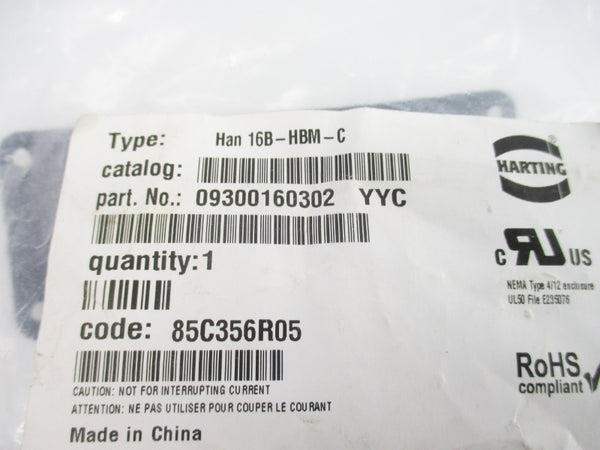 Type: Han 16B-HBM-C
catalog:
part. No.: 09300160302 YYC
quantity:1
code: 85C356R05
CAUTION: NOT FOR INTERRUPTING CURRENT
ATTENTION: NE PAS UTILISER POUR COUPER LE COURANT
Made in China
HARTING
c RU US
NEMA Type 4/12 enclosure
UL50 File E235076
RoHS
compliant